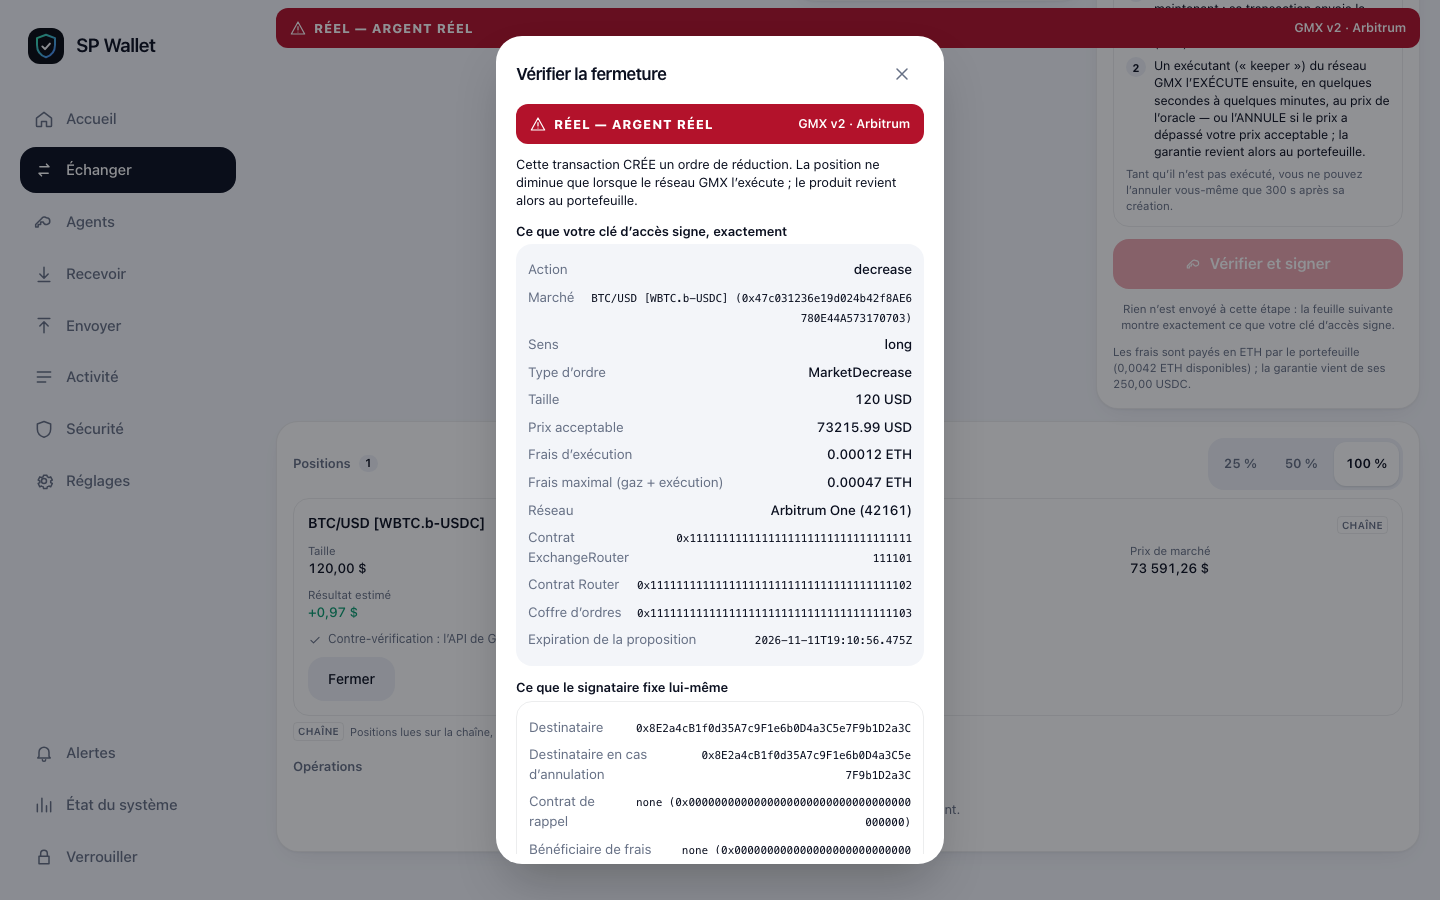 SP Wallet
Accueil
Échanger
Agents
Recevoir
Envoyer
Activité
Sécurité
Réglages
Alertes
État du système
Verrouiller
RÉEL — ARGENT RÉEL
GMX v2 · Arbitrum
2
Un exécutant (« keeper ») du réseau
GMX l’EXÉCUTE ensuite, en quelques
secondes à quelques minutes, au prix de
l’oracle — ou l’ANNULE si le prix a
dépassé votre prix acceptable ; la
garantie revient alors au portefeuille.
Tant qu’il n’est pas exécuté, vous ne pouvez
l’annuler vous-même que 300 s après sa
création.
Vérifier et signer
Rien n’est envoyé à cette étape : la feuille suivante
montre exactement ce que votre clé d’accès signe.
Les frais sont payés en ETH par le portefeuille
(0,0042 ETH disponibles) ; la garantie vient de ses
250,00 USDC.
Positions 1
25 % 50 % 100 %
BTC/USD [WBTC.b-USDC]
CHAÎNE
Taille
120,00 $
Prix de marché
73 591,26 $
Résultat estimé
+0,97 $
Contre-vérification : l’API de G
Fermer
CHAÎNE Positions lues sur la chaîne,
Opérations
nt.
Vérifier la fermeture
RÉEL — ARGENT RÉEL
GMX v2 · Arbitrum
Cette transaction CRÉE un ordre de réduction. La position ne
diminue que lorsque le réseau GMX l’exécute ; le produit revient
alors au portefeuille.
Ce que votre clé d’accès signe, exactement
Action decrease
Marché BTC/USD [WBTC.b-USDC] (0x47c031236e19d024b42f8AE6
780E44A573170703)
Sens long
Type d’ordre MarketDecrease
Taille 120 USD
Prix acceptable 73215.99 USD
Frais d’exécution 0.00012 ETH
Frais maximal (gaz + exécution) 0.00047 ETH
Réseau Arbitrum One (42161)
Contrat
ExchangeRouter
0x1111111111111111111111111111111111
111101
Contrat Router 0x1111111111111111111111111111111111111102
Coffre d’ordres 0x1111111111111111111111111111111111111103
Expiration de la proposition 2026-11-11T19:10:56.475Z
Ce que le signataire fixe lui-même
Destinataire 0x8E2a4cB1f0d35A7c9F1e6b0D4a3C5e7F9b1D2a3C
Destinataire en cas
d’annulation
0x8E2a4cB1f0d35A7c9F1e6b0D4a3C5e
7F9b1D2a3C
Contrat de
rappel
none (0x0000000000000000000000000000000000
000000)
Bénéficiaire de frais none (0x000000000000000000000000000